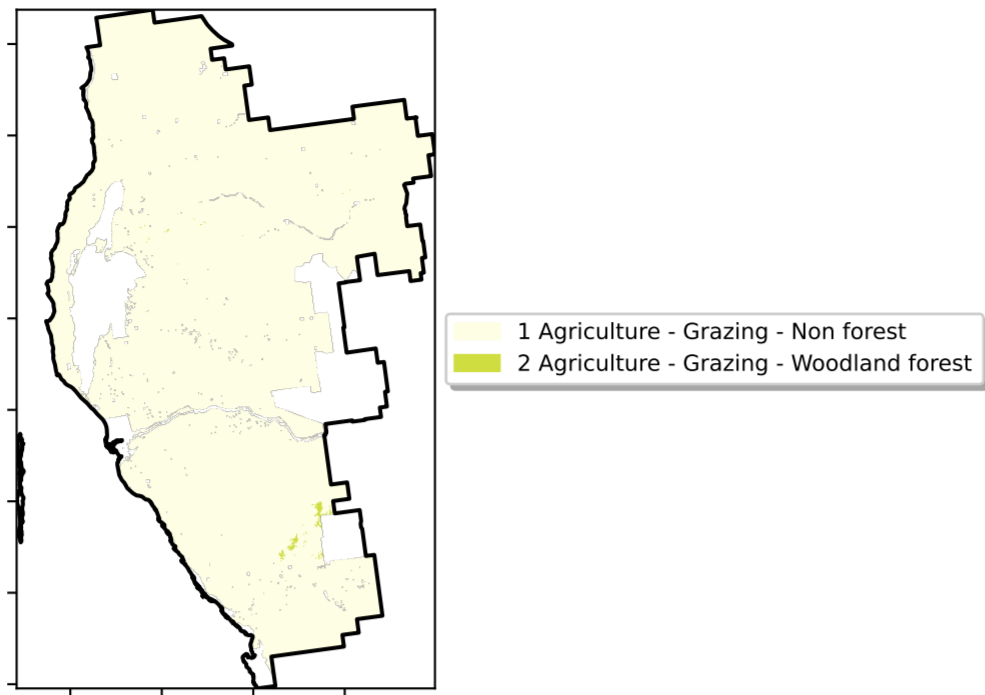 1 Agriculture - Grazing - Non forest
2 Agriculture - Grazing - Woodland forest